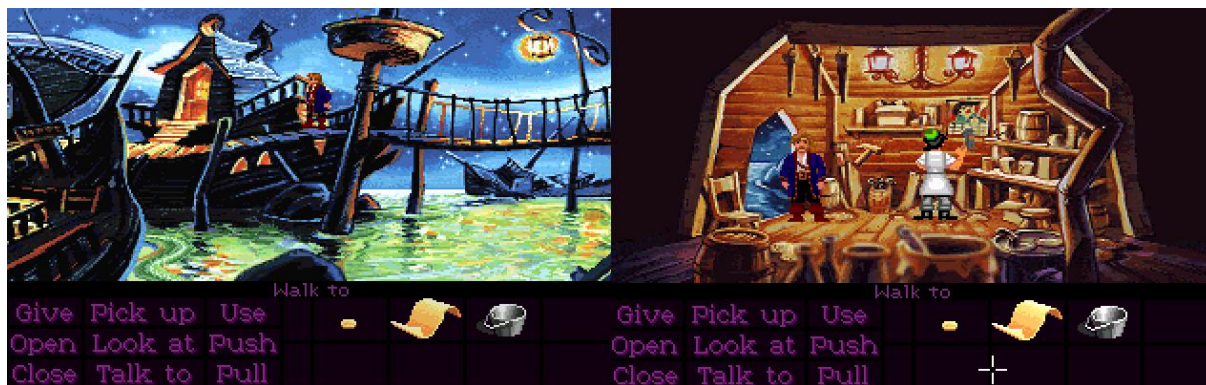 Walk to
Give Pick up Use
Open Look at Push
Close Talk to Pull
Walk to
Give Pick up Use
Open Look at Push
Close Talk to Pull